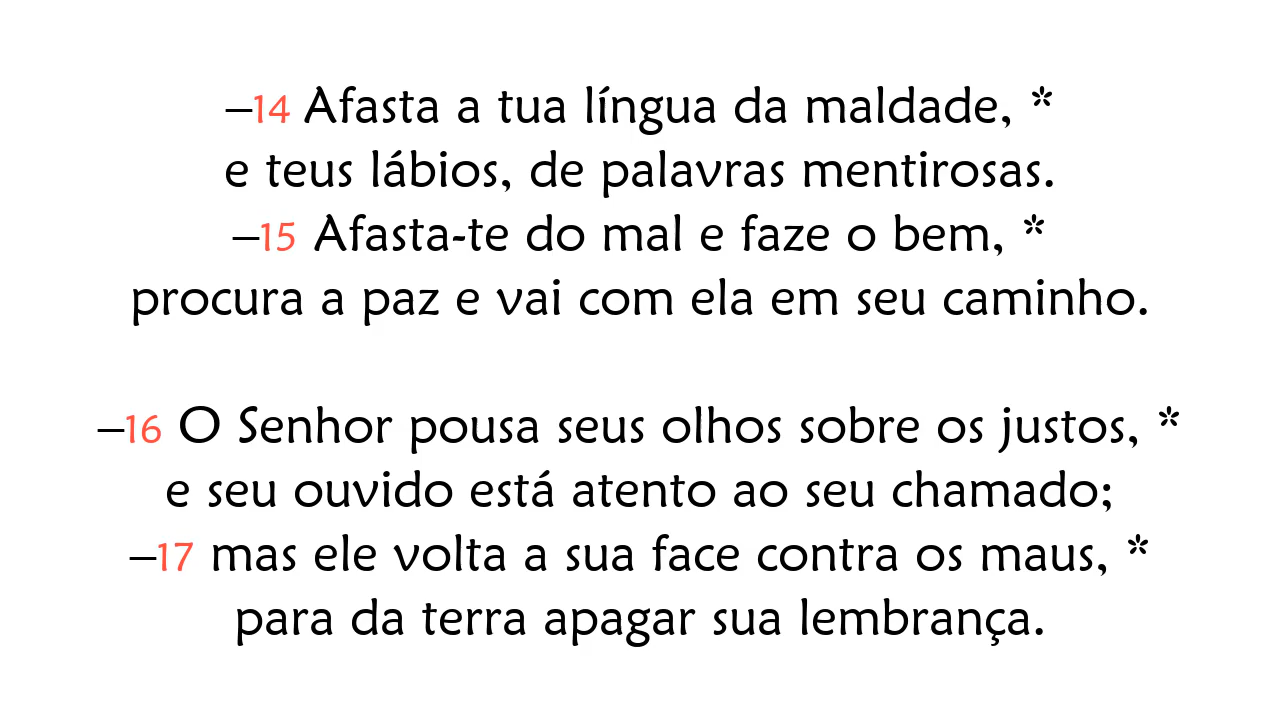 –14 Afasta a tua língua da maldade, *
e teus lábios, de palavras mentirosas.
–15 Afasta-te do mal e faze o bem, *
procura a paz e vai com ela em seu caminho.
–16 O Senhor pousa seus olhos sobre os justos, *
e seu ouvido está atento ao seu chamado;
–17 mas ele volta a sua face contra os maus, *
para da terra apagar sua lembrança.